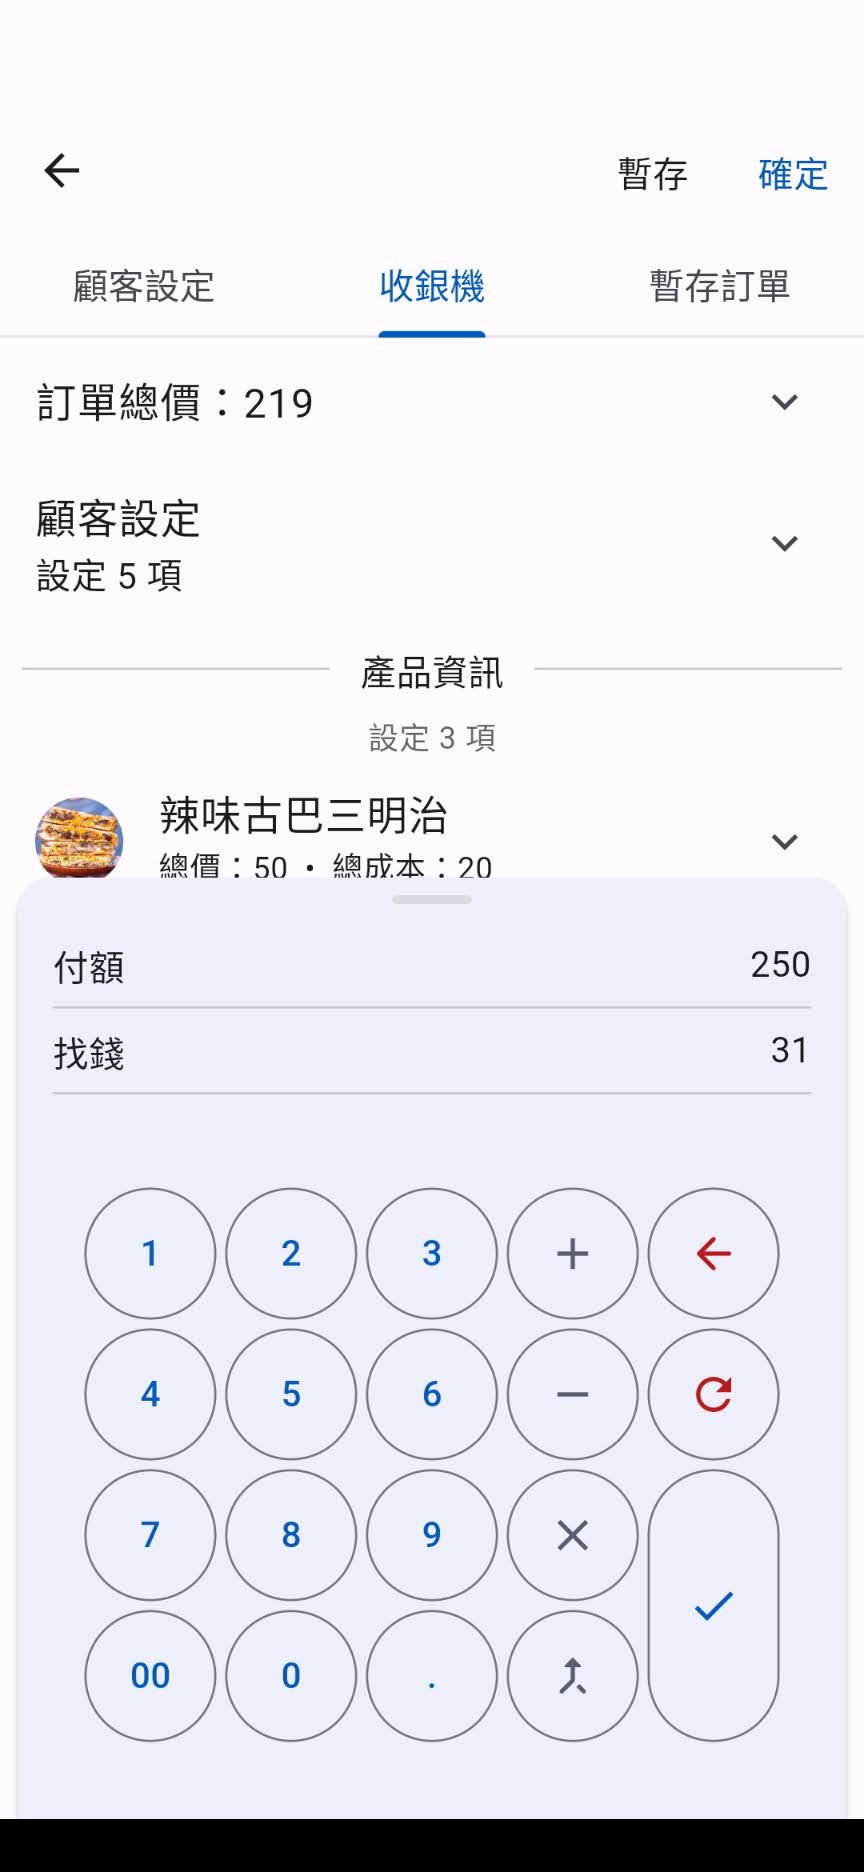 暫存 確定
顧客設定 收銀機 暫存訂單
訂單總價：219
顧客設定
設定 5 項
產品資訊
設定 3 項
辣味古巴三明治
總價：50 • 總成本：20
付額 250
找錢 31
1 2 3 +
4 5 6 −
7 8 9 ×
00 0 .